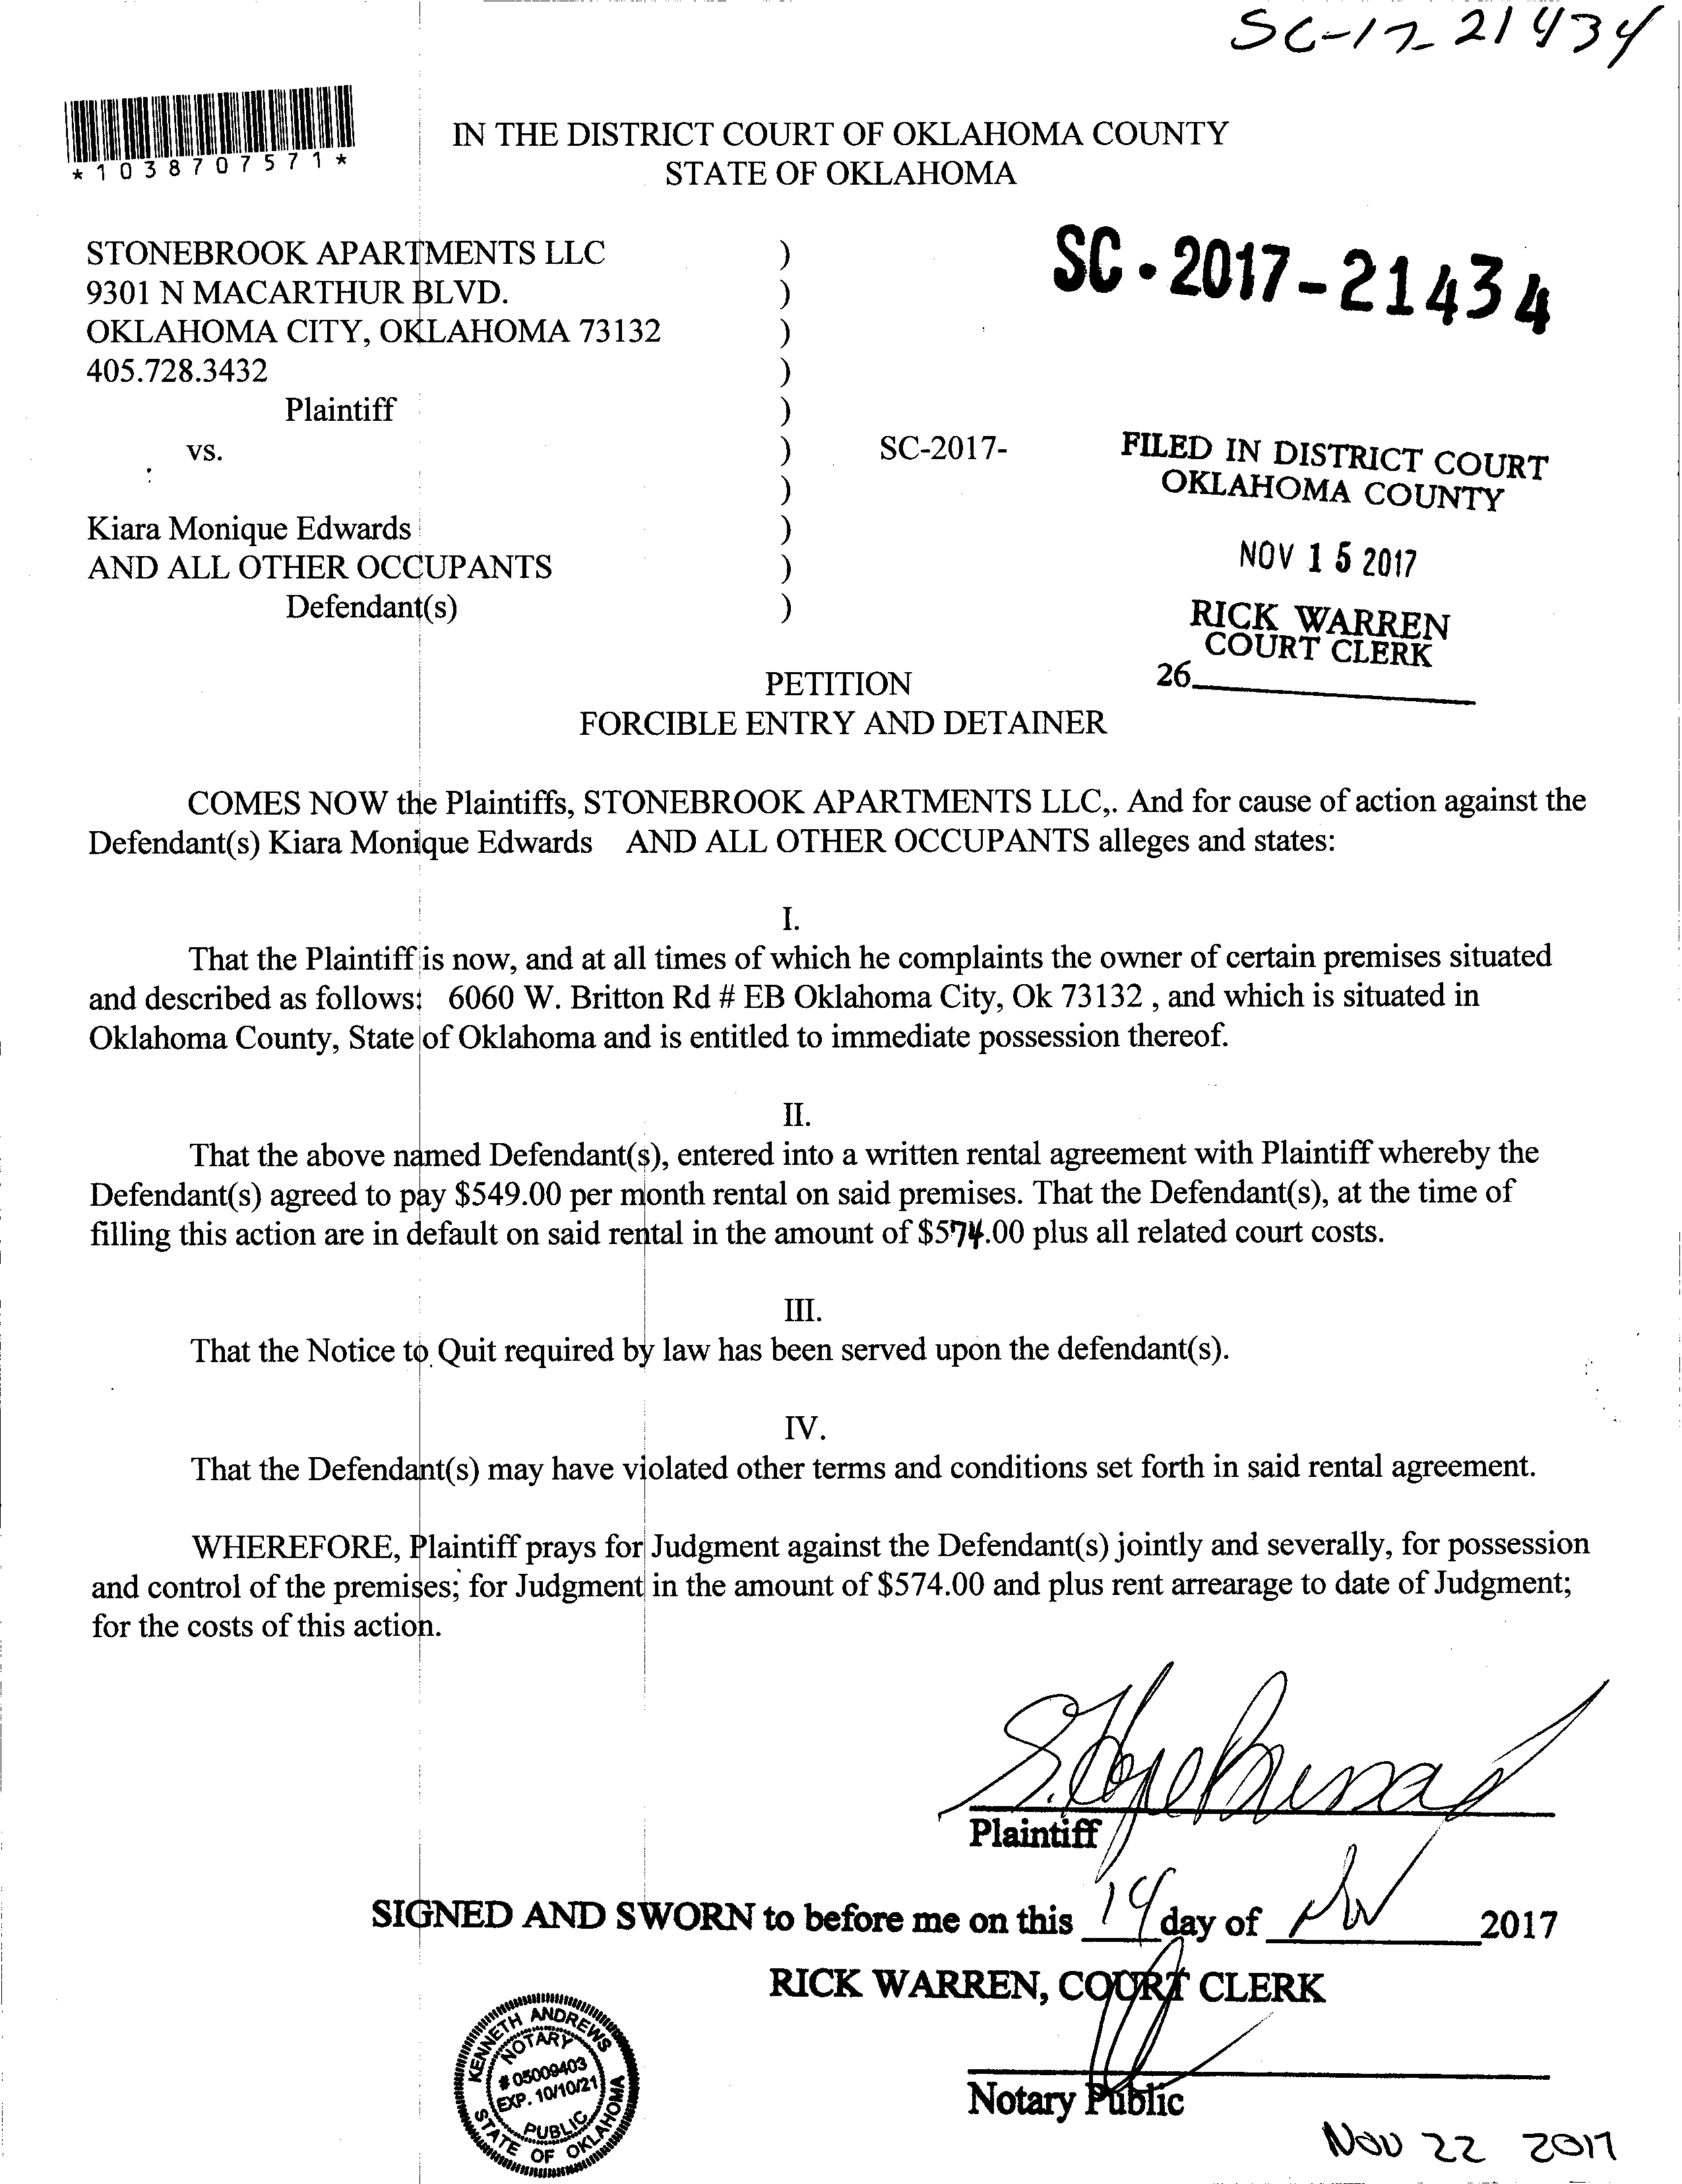 SC-17-21434
*1038707571*
IN THE DISTRICT COURT OF OKLAHOMA COUNTY
STATE OF OKLAHOMA
STONEBROOK APARTMENTS LLC )
9301 N MACARTHUR BLVD. )
OKLAHOMA CITY, OKLAHOMA 73132 )
405.728.3432 )
Plaintiff )
SC-2017-21434
vs. ) SC-2017-
)
Kiara Monique Edwards )
AND ALL OTHER OCCUPANTS )
Defendant(s) )
FILED IN DISTRICT COURT
OKLAHOMA COUNTY
NOV 15 2017
RICK WARREN
COURT CLERK
26
PETITION
FORCIBLE ENTRY AND DETAINER
COMES NOW the Plaintiffs, STONEBROOK APARTMENTS LLC,. And for cause of action against the
Defendant(s) Kiara Monique Edwards AND ALL OTHER OCCUPANTS alleges and states:
I.
That the Plaintiff is now, and at all times of which he complaints the owner of certain premises situated
and described as follows: 6060 W. Britton Rd # EB Oklahoma City, Ok 73132 , and which is situated in
Oklahoma County, State of Oklahoma and is entitled to immediate possession thereof.
II.
That the above named Defendant(s), entered into a written rental agreement with Plaintiff whereby the
Defendant(s) agreed to pay $549.00 per month rental on said premises. That the Defendant(s), at the time of
filling this action are in default on said rental in the amount of $574.00 plus all related court costs.
III.
That the Notice to Quit required by law has been served upon the defendant(s).
IV.
That the Defendant(s) may have violated other terms and conditions set forth in said rental agreement.
WHEREFORE, Plaintiff prays for Judgment against the Defendant(s) jointly and severally, for possession
and control of the premises; for Judgment in the amount of $574.00 and plus rent arrearage to date of Judgment;
for the costs of this action.
Plaintiff
SIGNED AND SWORN to before me on this 14 day of Nov 2017
RICK WARREN, COURT CLERK
KENNETH ANDREWS
NOTARY
# 05009403
EXP. 10/10/21
PUBLIC
STATE OF OKLAHOMA
Notary Public
Nov 22 2017